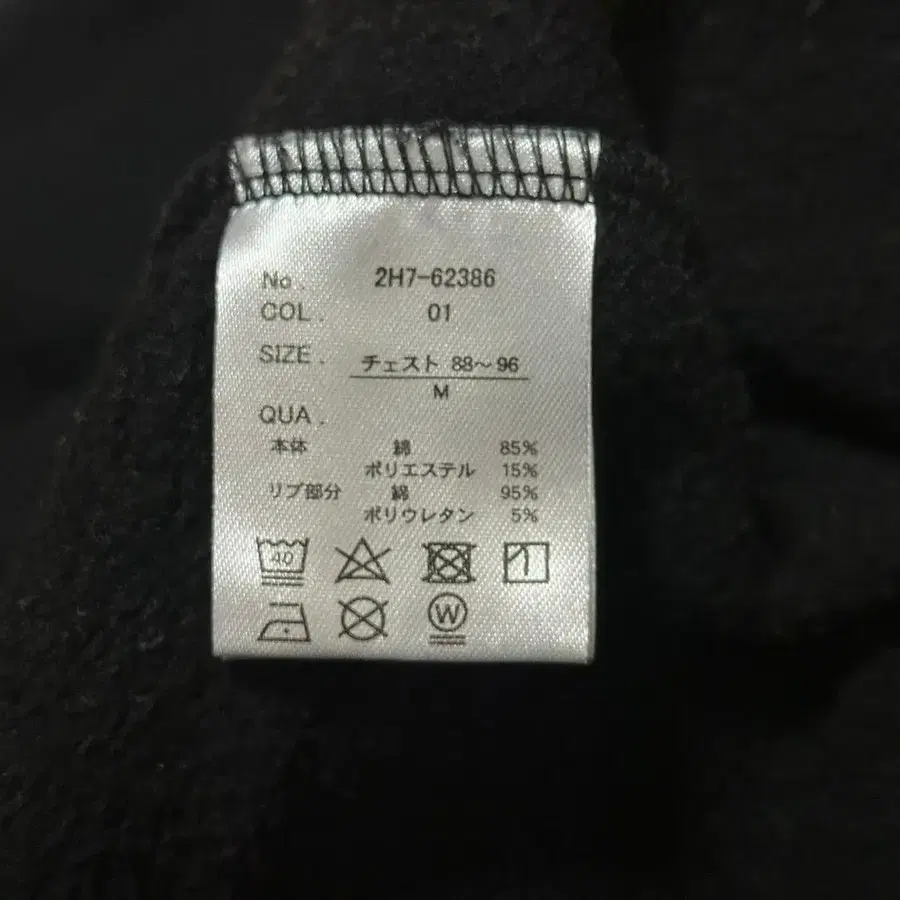 No. 2H7-62386
COL. 01
SIZE. チェスト 88～96
M
QUA.
本体 綿 85%
ポリエステル 15%
リブ部分 綿 95%
ポリウレタン 5%
40
W